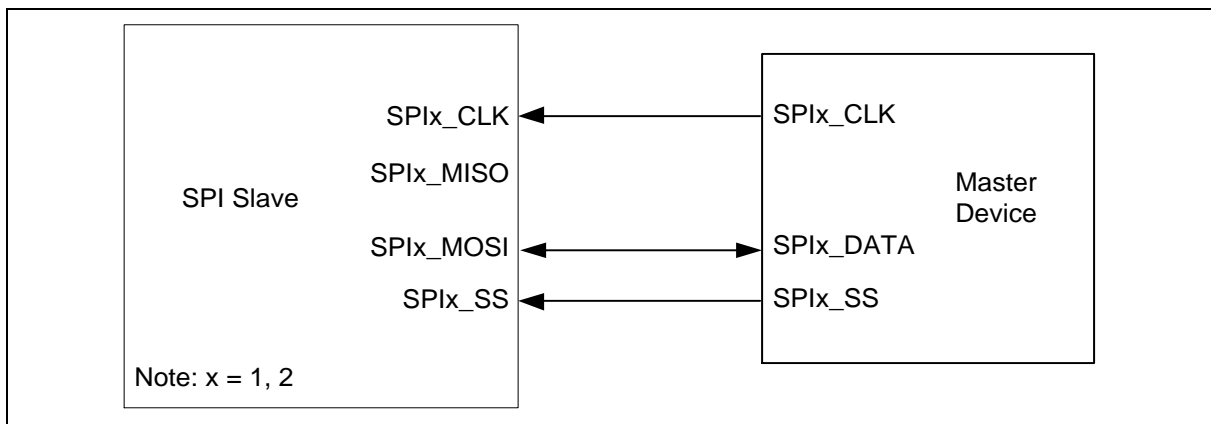 SPI Slave
SPIx_CLK
SPIx_MISO
SPIx_MOSI
SPIx_SS
Note: x = 1, 2
SPIx_CLK
SPIx_DATA
SPIx_SS
Master
Device